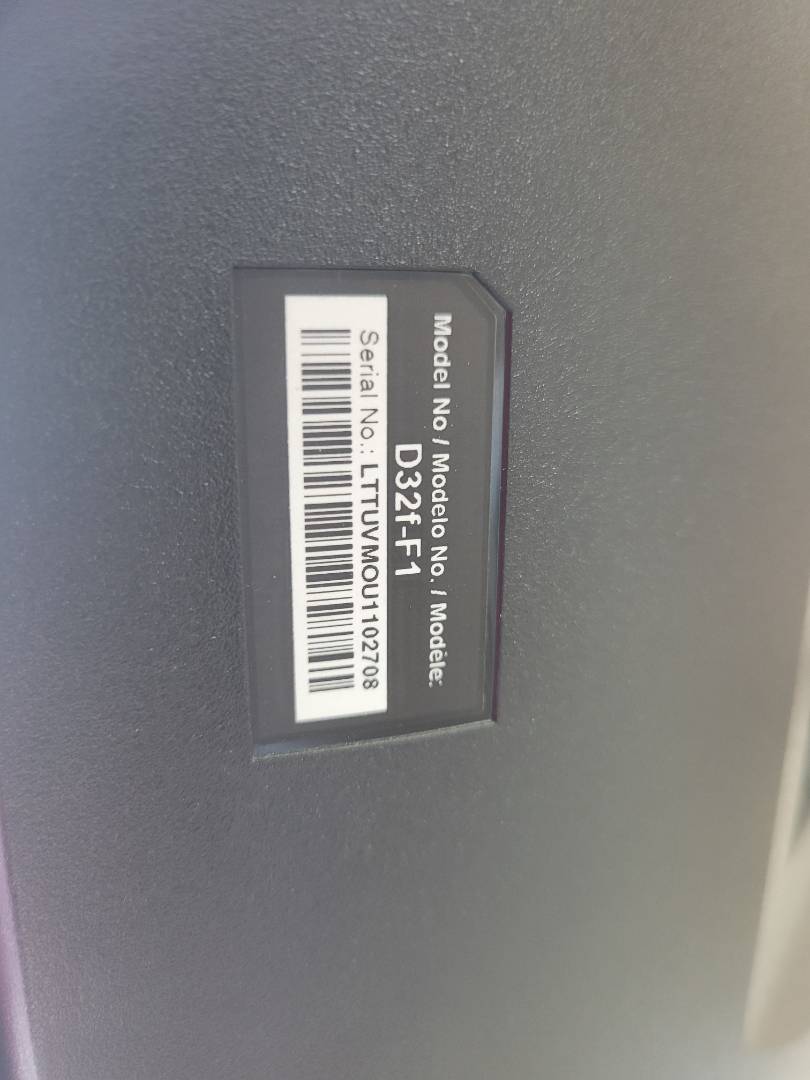 Model No / Modelo No. / Modèle:
D32f-F1
Serial No.: LTTUVMOU1102708